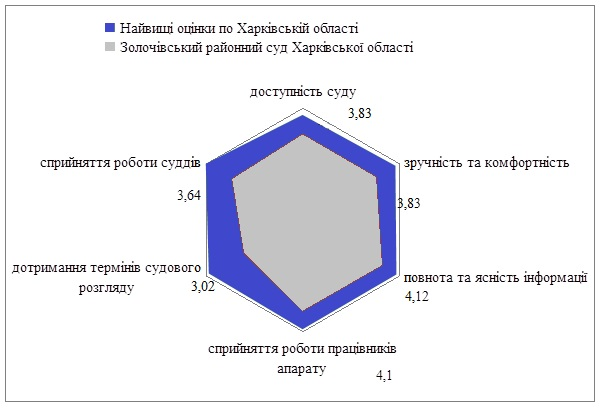 Найвищі оцінки по Харківській області
Золочівський районний суд Харківської області
доступність суду
3,83
сприйняття роботи суддів
зручність та комфортність
3,64
3,83
дотримання термінів судового
розгляду
3,02
повнота та ясність інформації
4,12
сприйняття роботи працівників
апарату
4,1